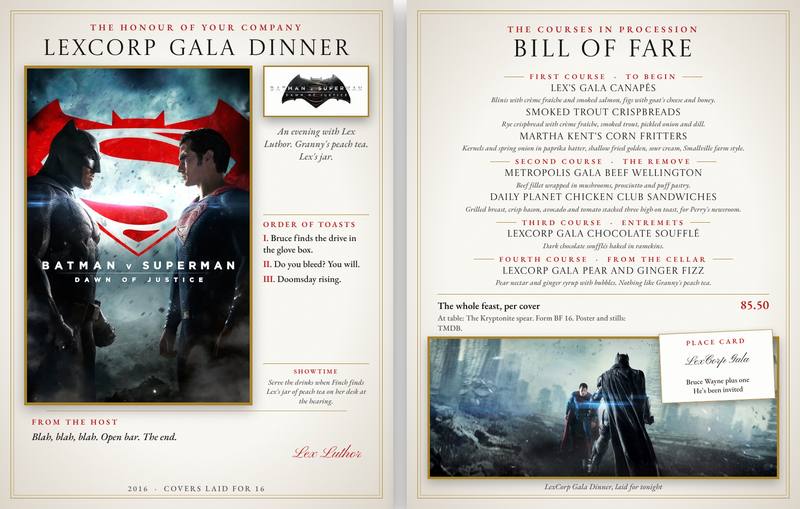 THE HONOUR OF YOUR COMPANY
LEXCORP GALA DINNER
BATMAN v SUPERMAN
DAWN OF JUSTICE
BATMAN v SUPERMAN
DAWN OF JUSTICE
An evening with Lex
Luthor. Granny's peach tea.
Lex's jar.
ORDER OF TOASTS
I. Bruce finds the drive in
the glove box.
II. Do you bleed? You will.
III. Doomsday rising.
SHOWTIME
Serve the drinks when Finch finds
Lex's jar of peach tea on her desk at
the hearing.
FROM THE HOST
Blah, blah, blah. Open bar. The end.
Lex Luthor
2016 · COVERS LAID FOR 16
THE COURSES IN PROCESSION
BILL OF FARE
FIRST COURSE · TO BEGIN
LEX'S GALA CANAPÉS
Blinis with crème fraîche and smoked salmon, figs with goat's cheese and honey.
SMOKED TROUT CRISPBREADS
Rye crispbread with crème fraîche, smoked trout, pickled onion and dill.
MARTHA KENT'S CORN FRITTERS
Kernels and spring onion in paprika batter, shallow fried golden, sour cream, Smallville farm style.
SECOND COURSE · THE REMOVE
METROPOLIS GALA BEEF WELLINGTON
Beef fillet wrapped in mushrooms, prosciutto and puff pastry.
DAILY PLANET CHICKEN CLUB SANDWICHES
Grilled breast, crisp bacon, avocado and tomato stacked three high on toast, for Perry's newsroom.
THIRD COURSE · ENTREMETS
LEXCORP GALA CHOCOLATE SOUFFLÉ
Dark chocolate soufflés baked in ramekins.
FOURTH COURSE · FROM THE CELLAR
LEXCORP GALA PEAR AND GINGER FIZZ
Pear nectar and ginger syrup with bubbles. Nothing like Granny's peach tea.
The whole feast, per cover 85.50
At table: The Kryptonite spear. Form BF 16. Poster and stills:
TMDB.
PLACE CARD
LexCorp Gala
Bruce Wayne plus one
He's been invited
LexCorp Gala Dinner, laid for tonight